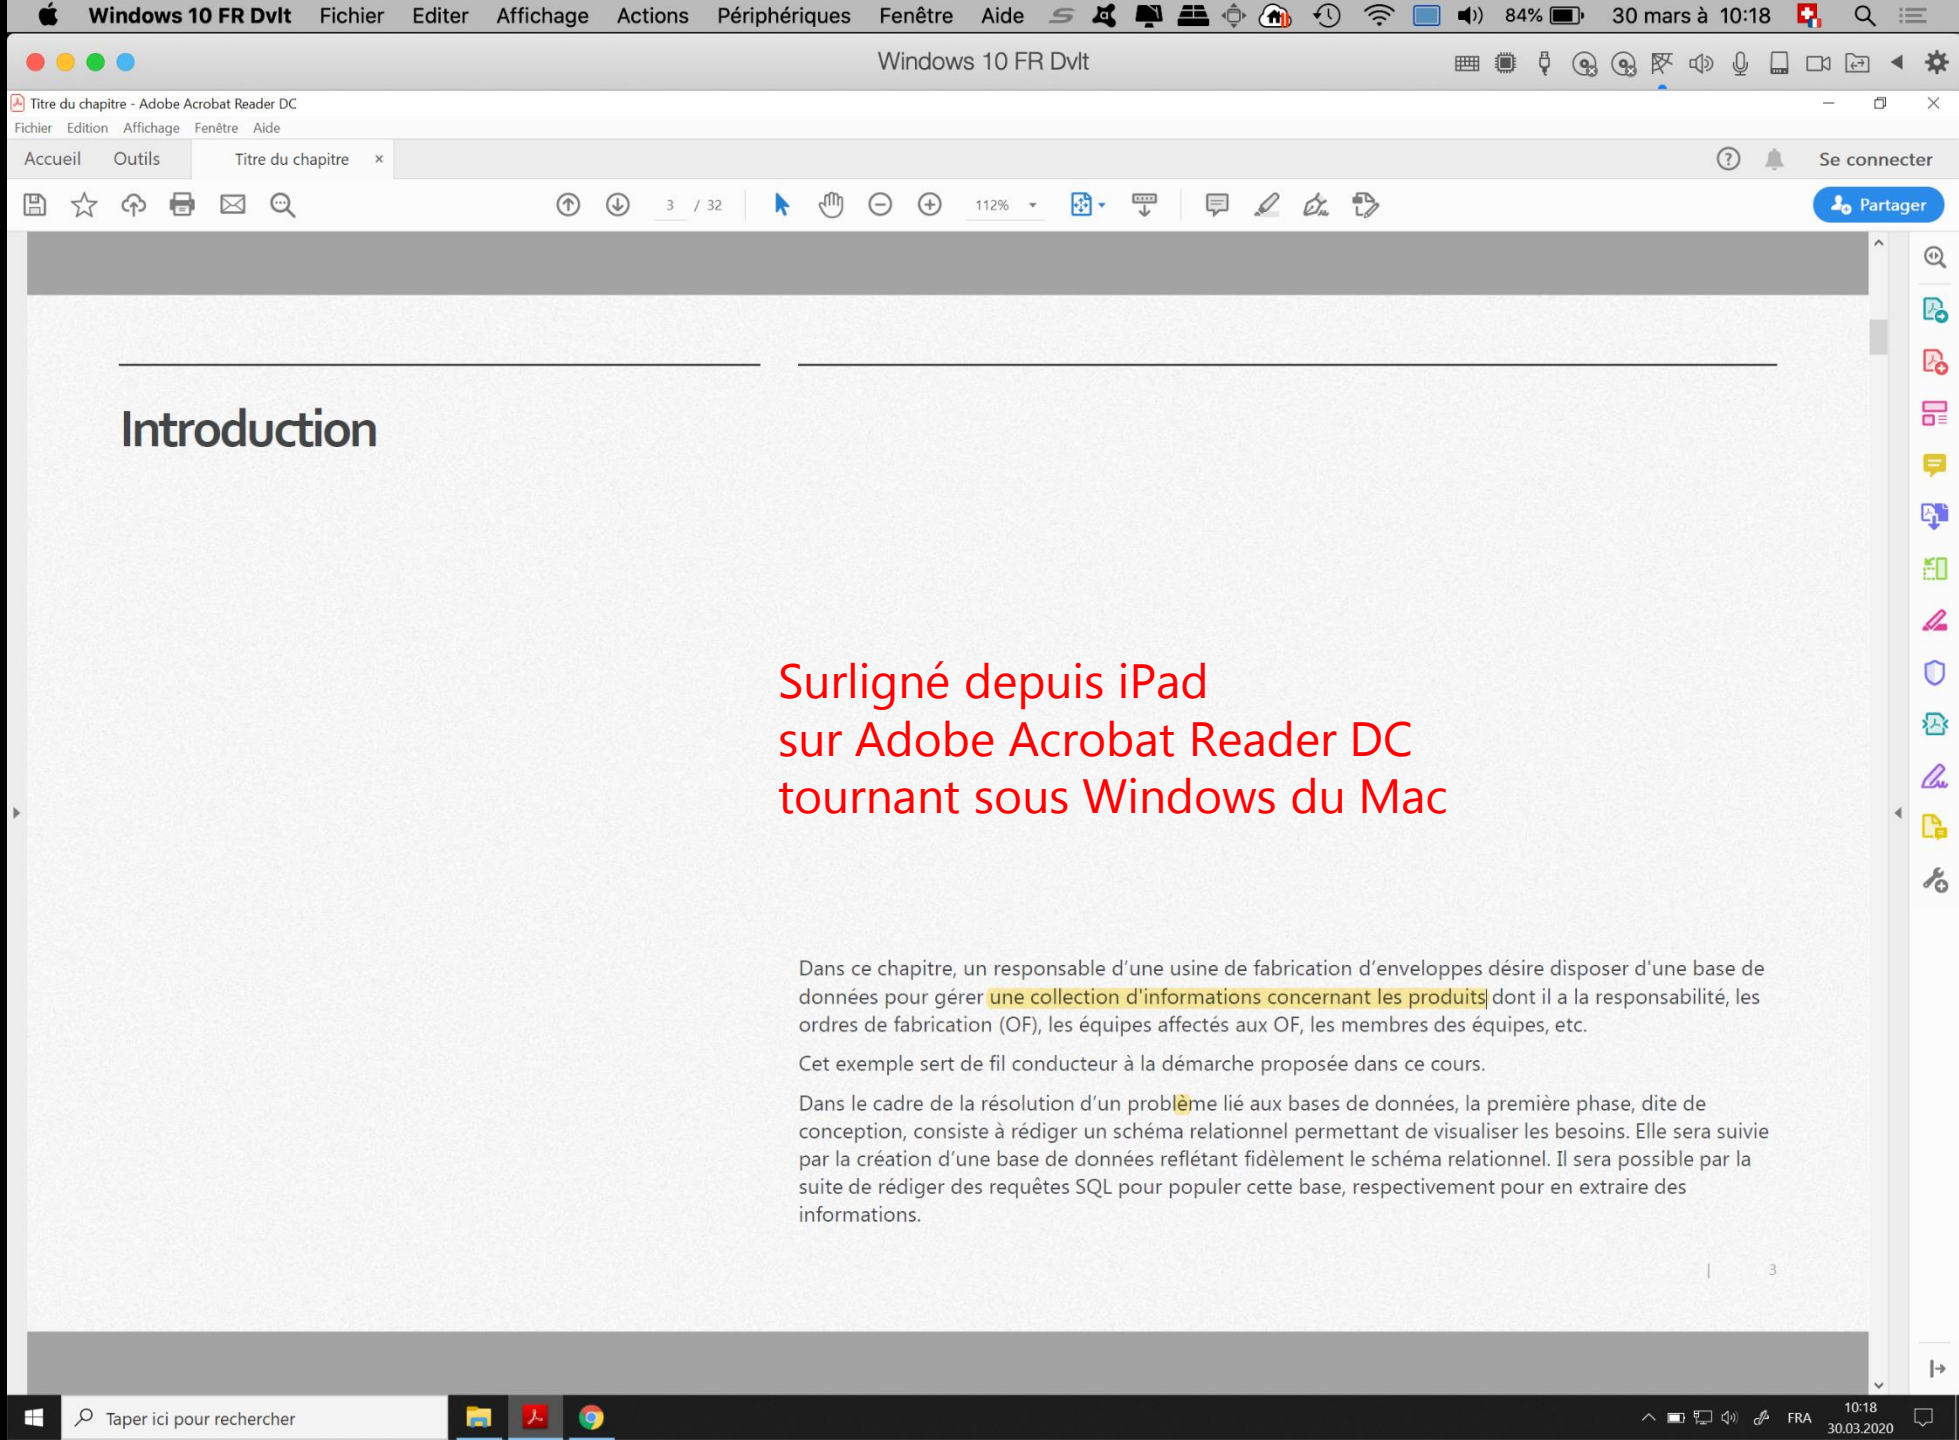 Windows 10 FR Dvlt Fichier Editer Affichage Actions Périphériques Fenêtre Aide 84% 30 mars à 10:18
Windows 10 FR Dvlt
Titre du chapitre - Adobe Acrobat Reader DC
Fichier Edition Affichage Fenêtre Aide
Accueil Outils Titre du chapitre × Se connecter
3 / 32 112% Partager
Introduction
Surligné depuis iPad
sur Adobe Acrobat Reader DC
tournant sous Windows du Mac
Dans ce chapitre, un responsable d'une usine de fabrication d'enveloppes désire disposer d'une base de
données pour gérer une collection d'informations concernant les produits dont il a la responsabilité, les
ordres de fabrication (OF), les équipes affectés aux OF, les membres des équipes, etc.
Cet exemple sert de fil conducteur à la démarche proposée dans ce cours.
Dans le cadre de la résolution d'un problème lié aux bases de données, la première phase, dite de
conception, consiste à rédiger un schéma relationnel permettant de visualiser les besoins. Elle sera suivie
par la création d'une base de données reflétant fidèlement le schéma relationnel. Il sera possible par la
suite de rédiger des requêtes SQL pour populer cette base, respectivement pour en extraire des
informations.
| 3
Taper ici pour rechercher FRA 10:18
30.03.2020